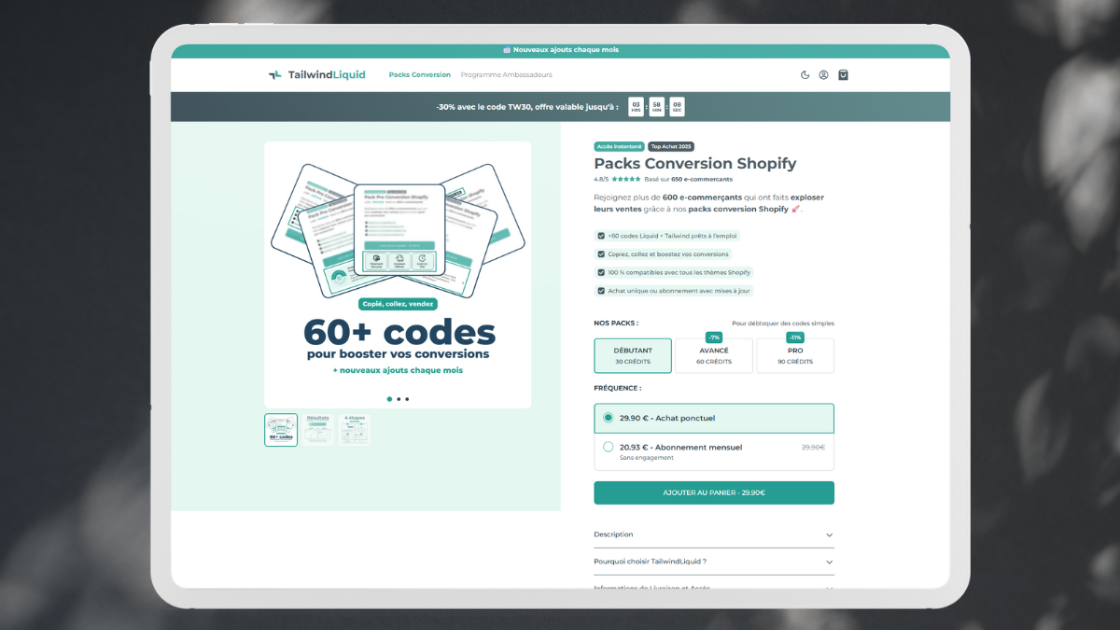 Nouveaux ajouts chaque mois
TailwindLiquid
Packs Conversion Programme Ambassadeurs
-30% avec le code TW30, offre valable jusqu'à :
03 : 58 : 08
HRS MIN SEC
Copié, collez, vendez
60+ codes
pour booster vos conversions
+ nouveaux ajouts chaque mois
Accès instantané Top Achat 2025
Packs Conversion Shopify
4.8/5 ★★★★★ Basé sur 650 e-commercants
Rejoignez plus de 600 e-commerçants qui ont faits exploser
leurs ventes grâce à nos packs conversion Shopify 🚀 .
+60 codes Liquid + Tailwind prêts à l'emploi
Copiez, collez et boostez vos conversions
100 % compatibles avec tous les thèmes Shopify
Achat unique ou abonnement avec mises à jour
NOS PACKS : Pour débloquer des codes simples
-7% -11%
DÉBUTANT AVANCÉ PRO
30 CRÉDITS 60 CRÉDITS 90 CRÉDITS
FRÉQUENCE :
29.90 € - Achat ponctuel
20,93 € - Abonnement mensuel 29.90€
Sans engagement
AJOUTER AU PANIER - 29.90€
Description
Pourquoi choisir TailwindLiquid ?
Informations de Livraison et Accès